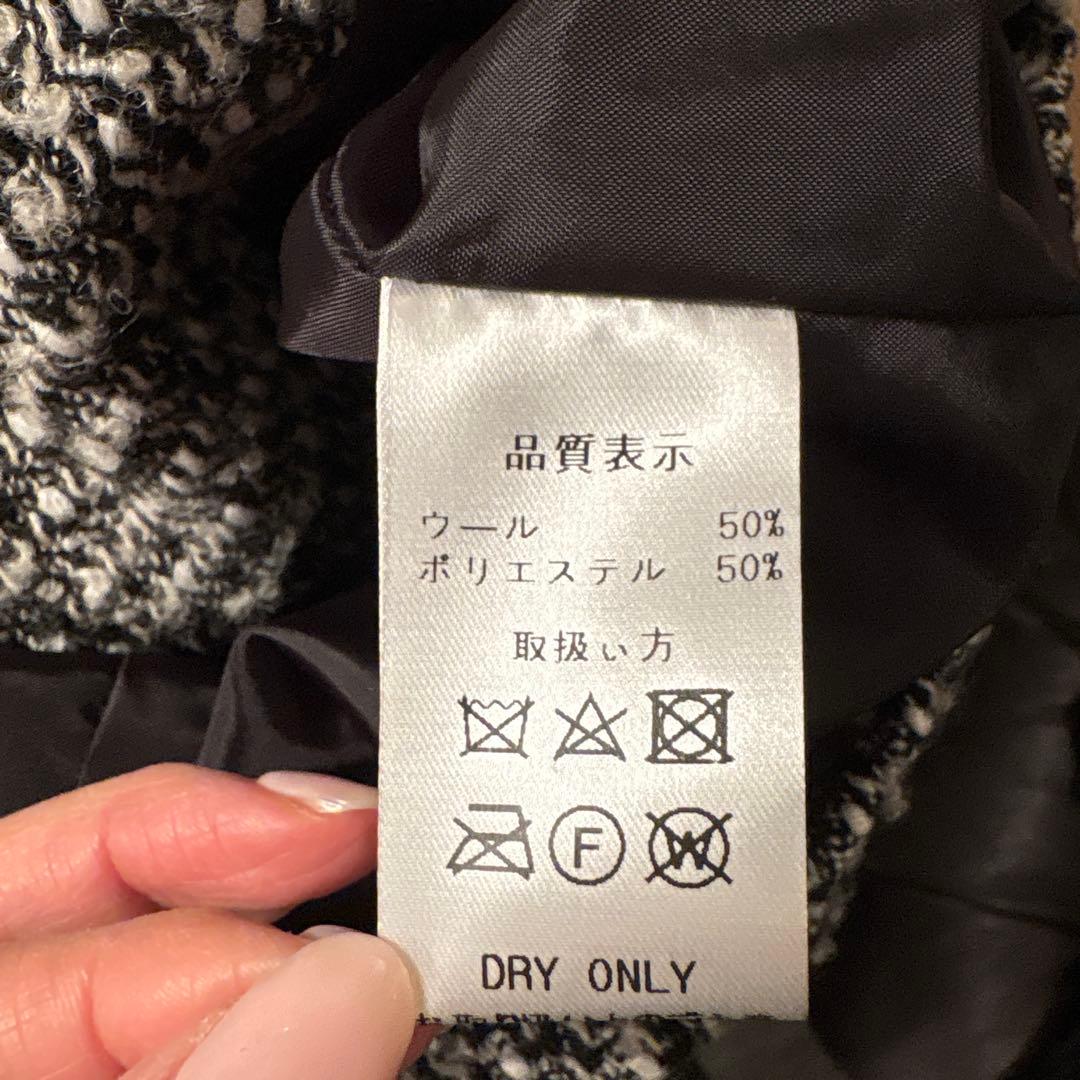 品質表示
ウール 50%
ポリエステル 50%
取扱い方
F W
DRY ONLY